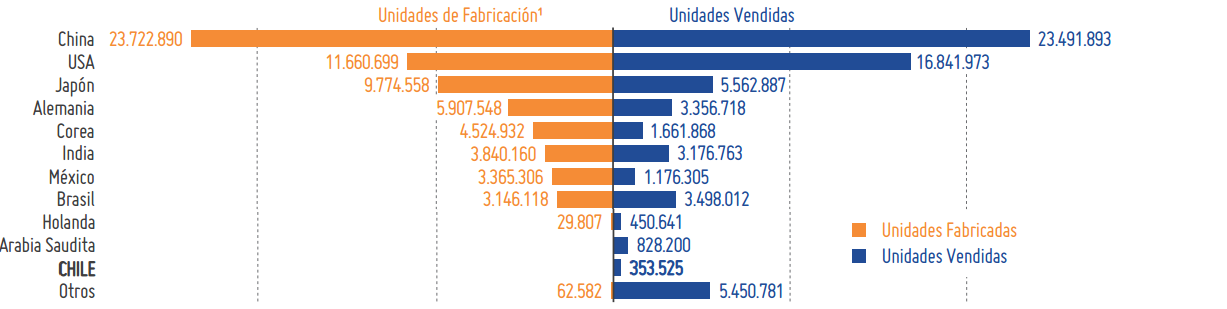 Unidades de Fabricación¹ Unidades Vendidas
China 23.722.890 23.491.893
USA 11.660.699 16.841.973
Japón 9.774.558 5.562.887
Alemania 5.907.548 3.356.718
Corea 4.524.932 1.661.868
India 3.840.160 3.176.763
México 3.365.306 1.176.305
Brasil 3.146.118 3.498.012
Holanda 29.807 450.641
Arabia Saudita 828.200
CHILE 353.525
Otros 62.582 5.450.781
Unidades Fabricadas
Unidades Vendidas